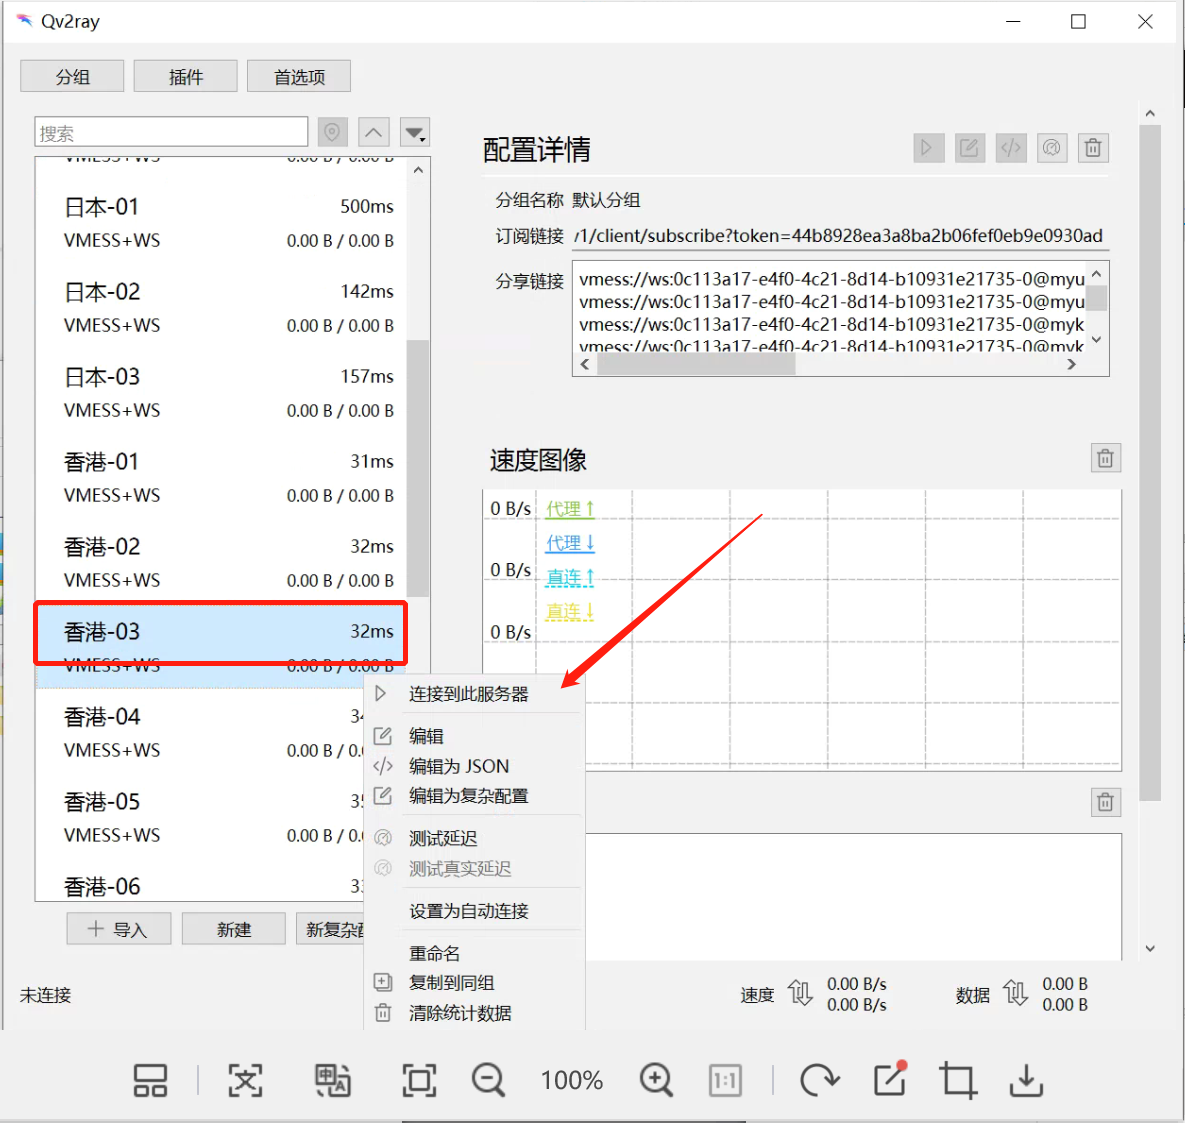 Qv2ray
分组 插件 首选项
搜索
VMESS+WS 0.00 B / 0.00 B
日本-01 500ms
VMESS+WS 0.00 B / 0.00 B
日本-02 142ms
VMESS+WS 0.00 B / 0.00 B
日本-03 157ms
VMESS+WS 0.00 B / 0.00 B
香港-01 31ms
VMESS+WS 0.00 B / 0.00 B
香港-02 32ms
VMESS+WS 0.00 B / 0.00 B
香港-03 32ms
VMESS+WS 0.00 B / 0.00 B
香港-04
VMESS+WS 0.00 B /
香港-05
VMESS+WS 0.00 B /
香港-06
导入 新建 新复杂
未连接
配置详情
分组名称 默认分组
订阅链接 /1/client/subscribe?token=44b8928ea3a8ba2b06fef0eb9e0930ad
分享链接 vmess://ws:0c113a17-e4f0-4c21-8d14-b10931e21735-0@myu
vmess://ws:0c113a17-e4f0-4c21-8d14-b10931e21735-0@myu
vmess://ws:0c113a17-e4f0-4c21-8d14-b10931e21735-0@myk
vmess://ws:0c113a17-e4f0-4c21-8d14-b10931e21735-0@myk
速度图像
0 B/s 代理↑
代理↓
0 B/s 直连↑
直连↓
0 B/s
连接到此服务器
编辑
编辑为 JSON
编辑为复杂配置
测试延迟
测试真实延迟
设置为自动连接
重命名
复制到同组
清除统计数据
速度 0.00 B/s
0.00 B/s
数据 0.00 B
0.00 B
100%
1:1